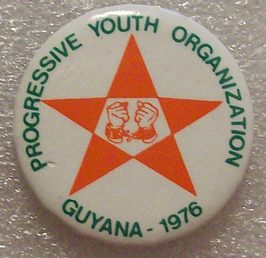 PROGRESSIVE YOUTH ORGANIZATION
GUYANA - 1976